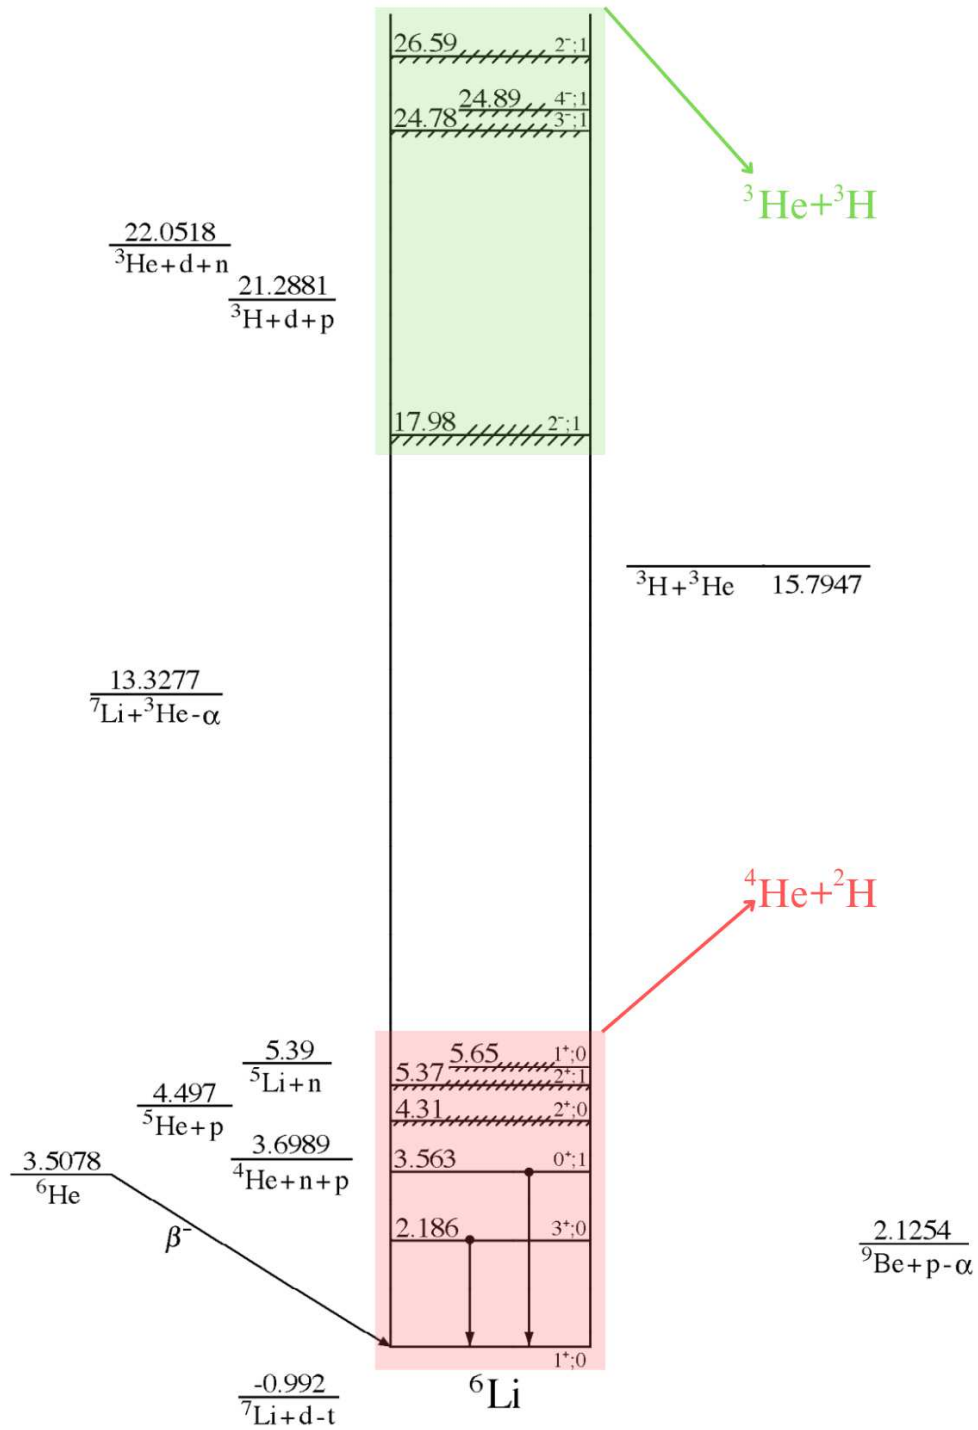 26.59 2⁻;1
24.89 4⁻;1
24.78 3⁻;1
³He+³H
22.0518
³He+d+n
21.2881
³H+d+p
17.98 2⁻;1
³H+³He 15.7947
13.3277
⁷Li+³He-α
⁴He+²H
5.65 1⁺;0
5.39
⁵Li+n
5.37 2⁺;1
4.497
⁵He+p
4.31 2⁺;0
3.6989
⁴He+n+p
3.563 0⁺;1
3.5078
⁶He
β⁻
2.186 3⁺;0
2.1254
⁹Be+p-α
1⁺;0
⁶Li
-0.992
⁷Li+d-t